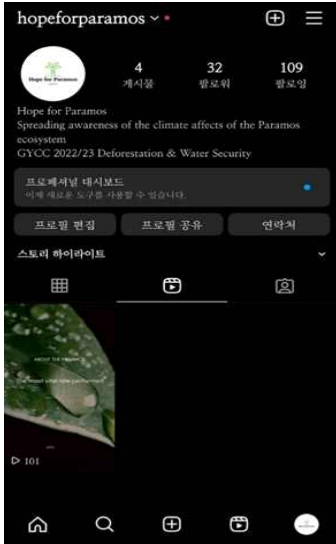 hopeforparamos
4
32
109
게시물
팔로워
팔로잉
Hope for Paramos
Hope for Paramos
Spreading awareness of the climate affects of the Paramos
ecosystem
GYCC 2022/23 Deforestation & Water Security
프로페셔널 대시보드
이제 새로운 도구를 사용할 수 있습니다.
프로필 편집
프로필 공유
연락처
스토리 하이라이트
ABOUT THE PARAMOS
101